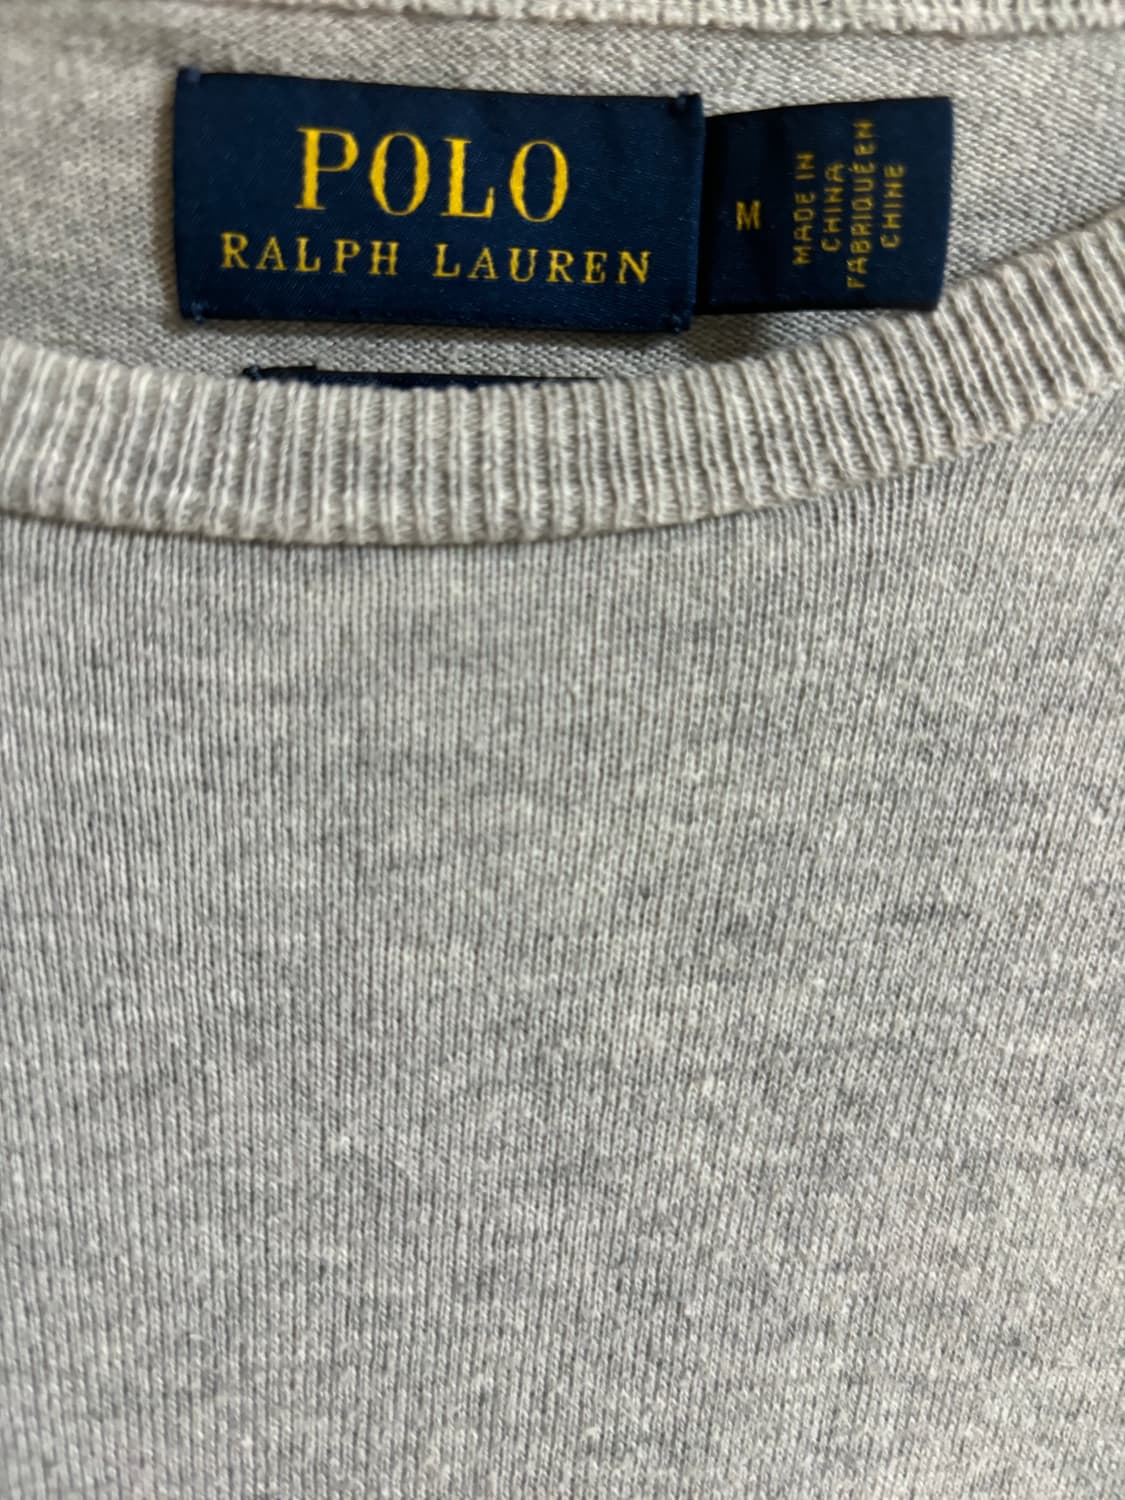 POLO
RALPH LAUREN
M
MADE IN
CHINA
FABRIQUÉ EN
CHINE